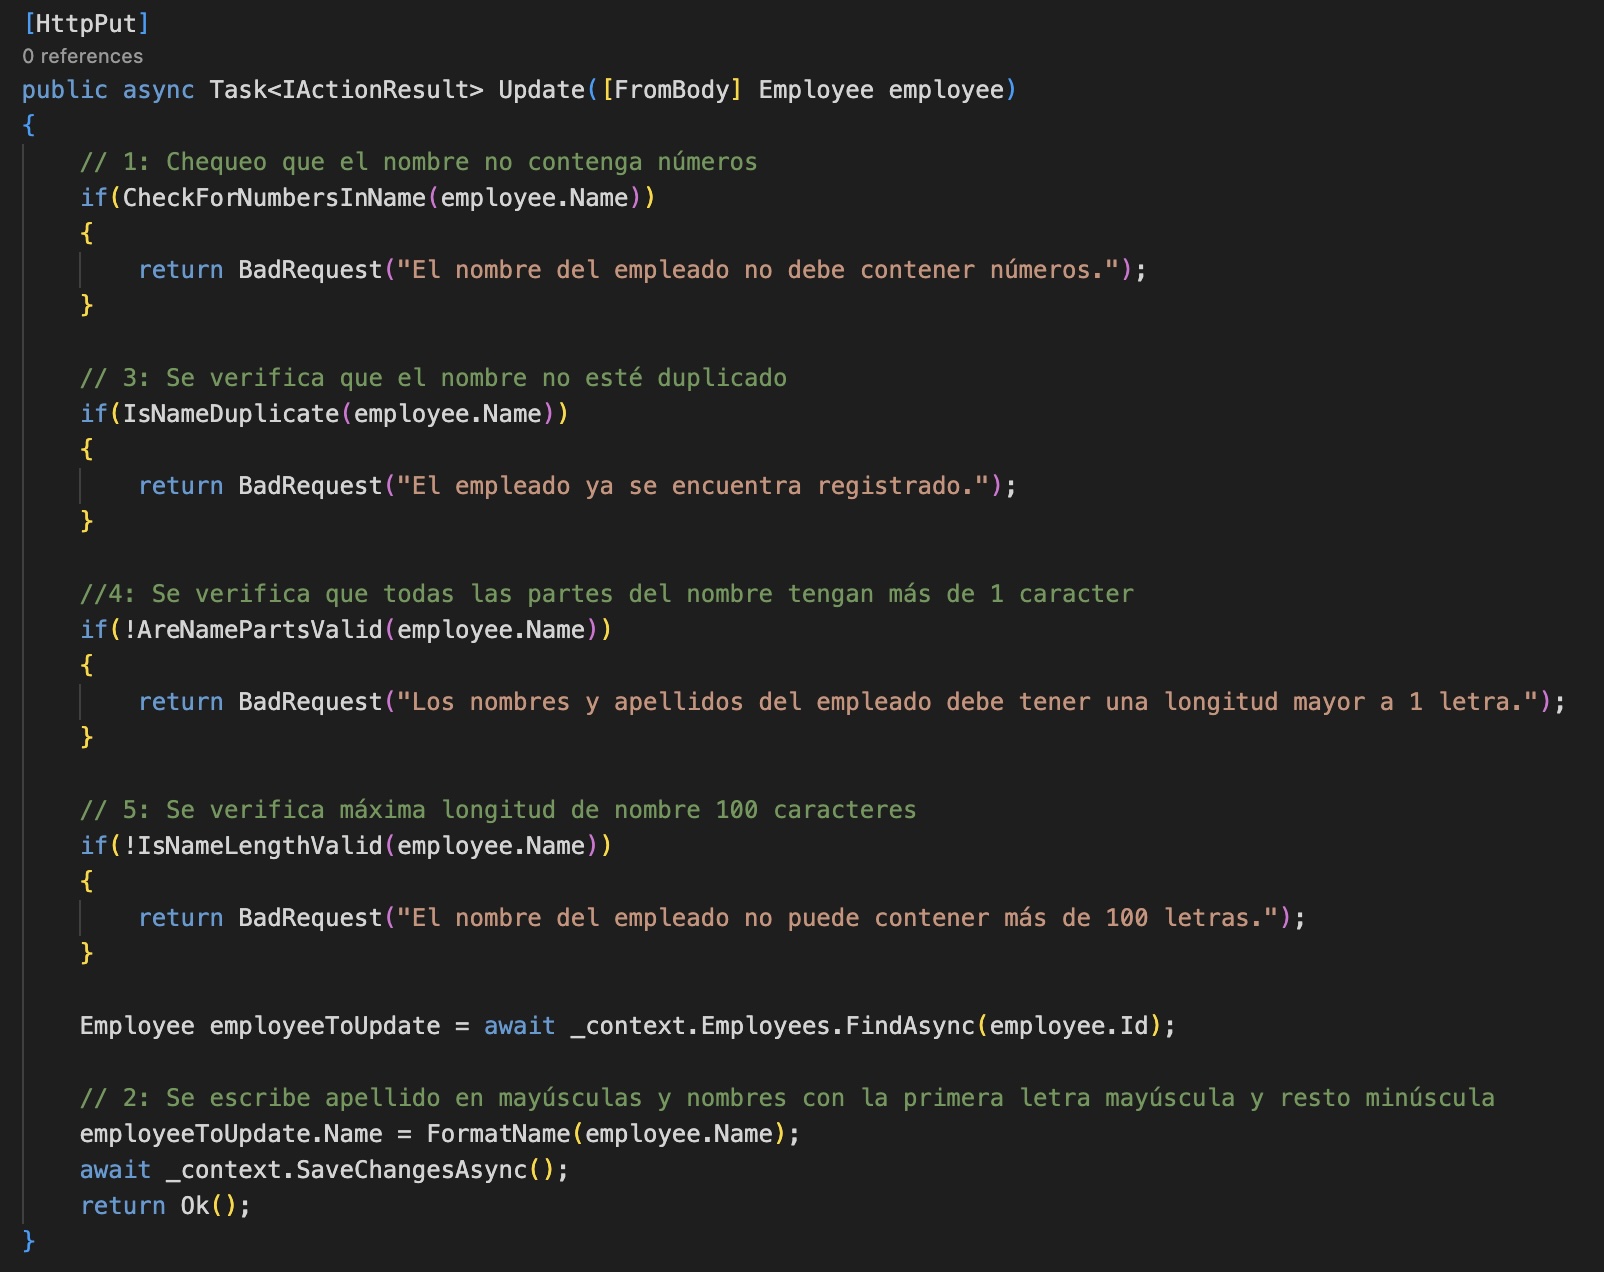 [HttpPut]
0 references
public async Task<IActionResult> Update([FromBody] Employee employee)
{
    // 1: Chequeo que el nombre no contenga números
    if(CheckForNumbersInName(employee.Name))
    {
        return BadRequest("El nombre del empleado no debe contener números.");
    }

    // 3: Se verifica que el nombre no esté duplicado
    if(IsNameDuplicate(employee.Name))
    {
        return BadRequest("El empleado ya se encuentra registrado.");
    }

    //4: Se verifica que todas las partes del nombre tengan más de 1 caracter
    if(!AreNamePartsValid(employee.Name))
    {
        return BadRequest("Los nombres y apellidos del empleado debe tener una longitud mayor a 1 letra.");
    }

    // 5: Se verifica máxima longitud de nombre 100 caracteres
    if(!IsNameLengthValid(employee.Name))
    {
        return BadRequest("El nombre del empleado no puede contener más de 100 letras.");
    }

    Employee employeeToUpdate = await _context.Employees.FindAsync(employee.Id);

    // 2: Se escribe apellido en mayúsculas y nombres con la primera letra mayúscula y resto minúscula
    employeeToUpdate.Name = FormatName(employee.Name);
    await _context.SaveChangesAsync();
    return Ok();
}